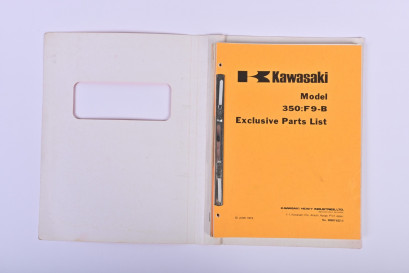 Kawasaki
Model
350:F9-B
Exclusive Parts List
KAWASAKI HEAVY INDUSTRIES, LTD.